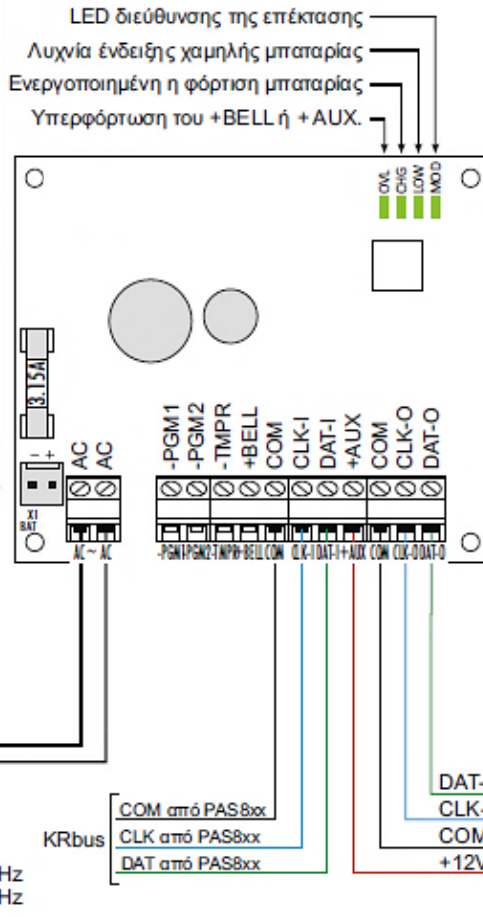 LED διεύθυνσης της επέκτασης
Λυχνία ένδειξης χαμηλής μπαταρίας
Ενεργοποιημένη η φόρτιση μπαταρίας
Υπερφόρτωση του +BELL ή +AUX.
OVL CHG LOW MOD
3.15A
- +
X1
BAT
AC AC
-PGM1 -PGM2 -TMPR +BELL COM CLK-I DAT-I +AUX COM CLK-O DAT-O
AC ~ AC
-PGM1 -PGM2 -TMPR +BELL COM CLK-I DAT-I +AUX COM CLK-O DAT-O
KRbus
COM από PAS8xx
CLK από PAS8xx
DAT από PAS8xx
DAT-
CLK-
COM
+12V
Hz
Hz